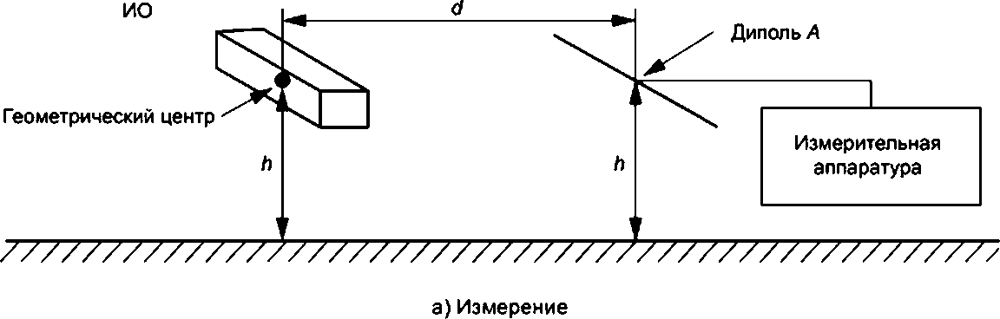 ИО
d
Диполь А
Геометрический центр
h
h
Измерительная
аппаратура
а) Измерение